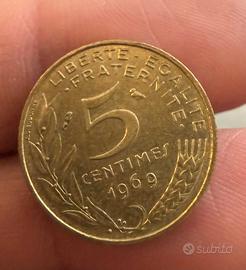 LIBERTE · EGALITE
· FRATERNITE ·
5
CENTIMES
1969
subito